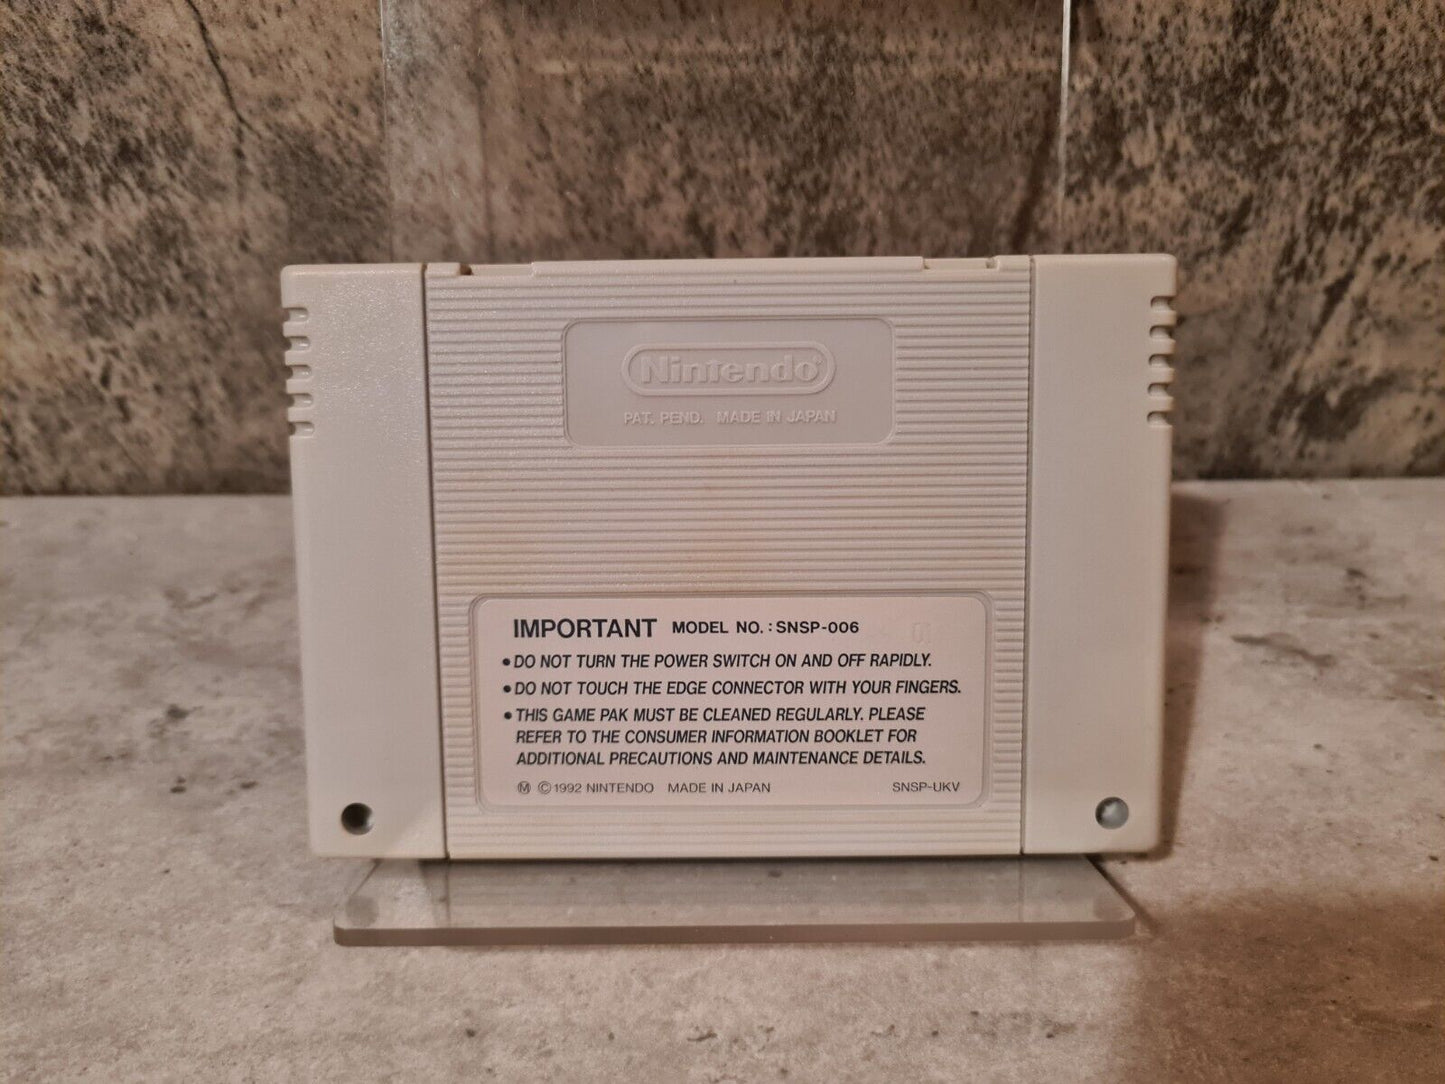 Nintendo®
PAT. PEND. MADE IN JAPAN
IMPORTANT MODEL NO. : SNSP-006
• DO NOT TURN THE POWER SWITCH ON AND OFF RAPIDLY.
• DO NOT TOUCH THE EDGE CONNECTOR WITH YOUR FINGERS.
• THIS GAME PAK MUST BE CLEANED REGULARLY. PLEASE
REFER TO THE CONSUMER INFORMATION BOOKLET FOR
ADDITIONAL PRECAUTIONS AND MAINTENANCE DETAILS.
Ⓜ ©1992 NINTENDO MADE IN JAPAN SNSP-UKV